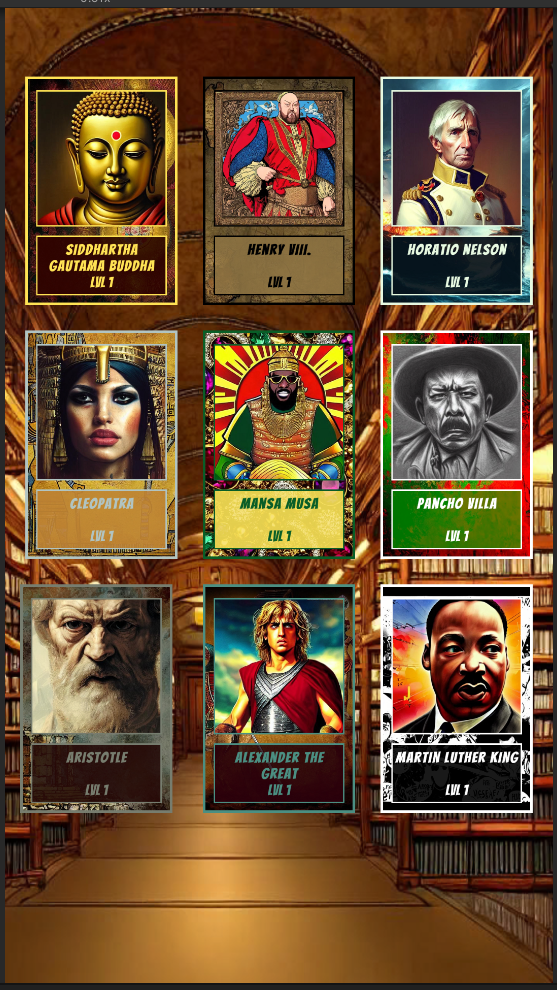 SIDDHARTHA
GAUTAMA BUDDHA
LVL 1
HENRY VIII.
LVL 1
HORATIO NELSON
LVL 1
CLEOPATRA
LVL 1
MANSA MUSA
LVL 1
PANCHO VILLA
LVL 1
ARISTOTLE
LVL 1
ALEXANDER THE
GREAT
LVL 1
MARTIN LUTHER KING
LVL 1